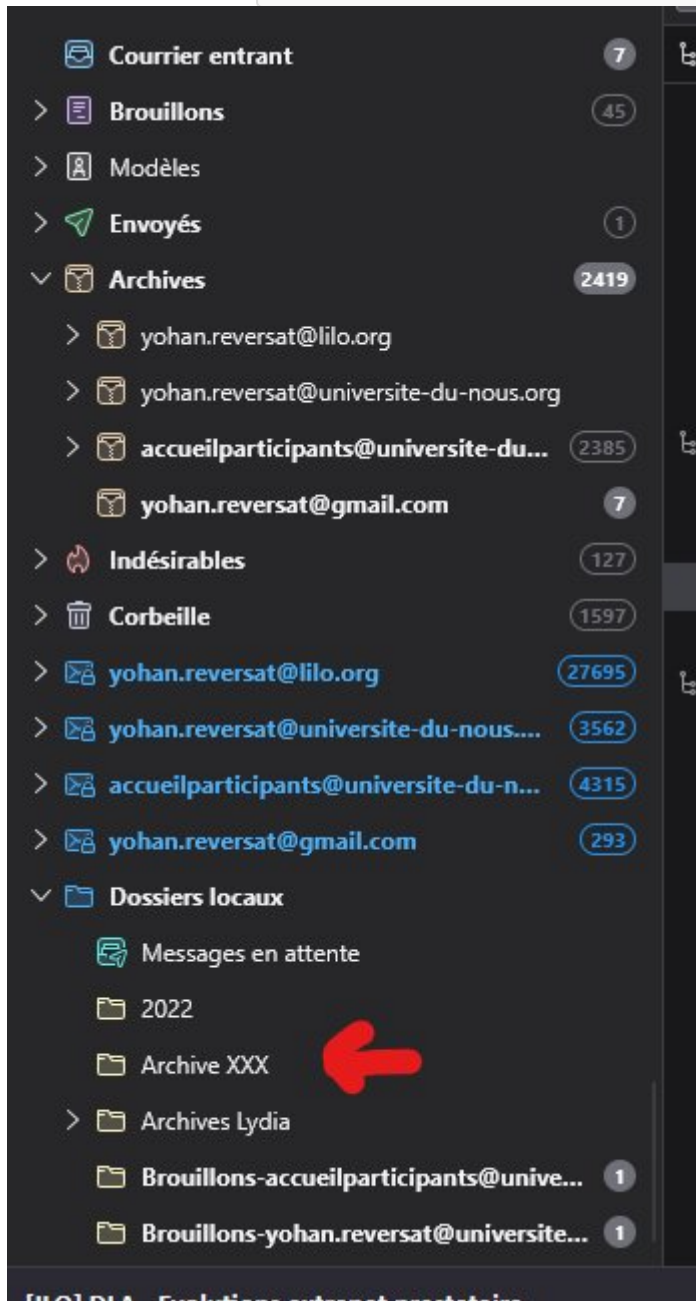 Courrier entrant 7
Brouillons 45
Modèles
Envoyés 1
Archives 2419
yohan.reversat@lilo.org
yohan.reversat@universite-du-nous.org
accueilparticipants@universite-du... 2385
yohan.reversat@gmail.com 7
Indésirables 127
Corbeille 1597
yohan.reversat@lilo.org 27695
yohan.reversat@universite-du-nous.... 3562
accueilparticipants@universite-du-n... 4315
yohan.reversat@gmail.com 293
Dossiers locaux
Messages en attente
2022
Archive XXX
Archives Lydia
Brouillons-accueilparticipants@unive... 1
Brouillons-yohan.reversat@universite... 1